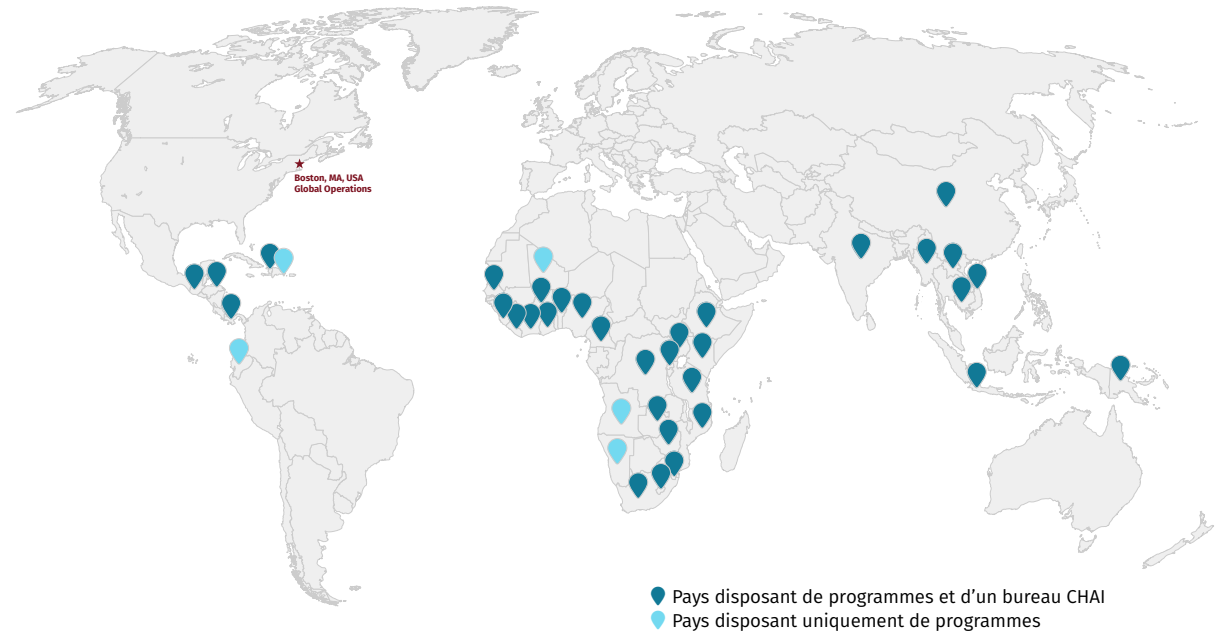 Boston, MA, USA
Global Operations
Pays disposant de programmes et d’un bureau CHAI
Pays disposant uniquement de programmes